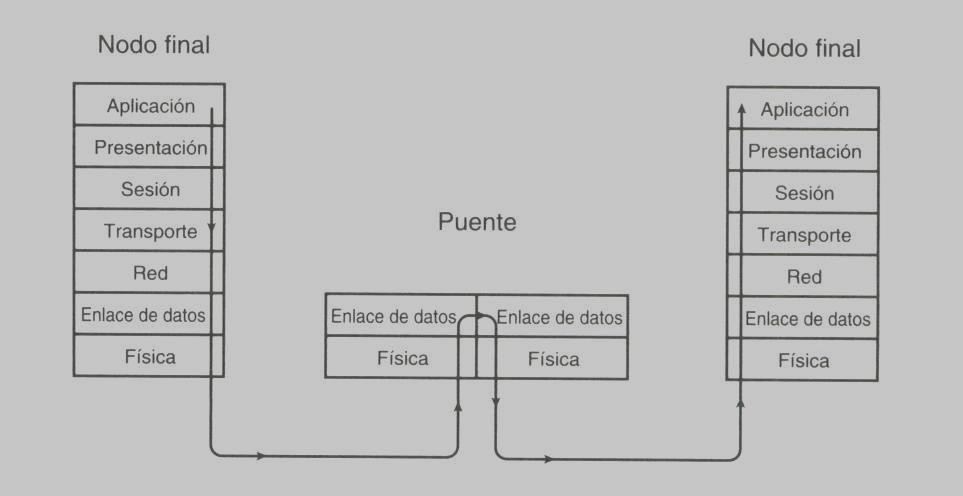 Nodo final
Aplicación
Presentación
Sesión
Transporte
Red
Enlace de datos
Física
Puente
Enlace de datos
Enlace de datos
Física
Física
Nodo final
Aplicación
Presentación
Sesión
Transporte
Red
Enlace de datos
Física